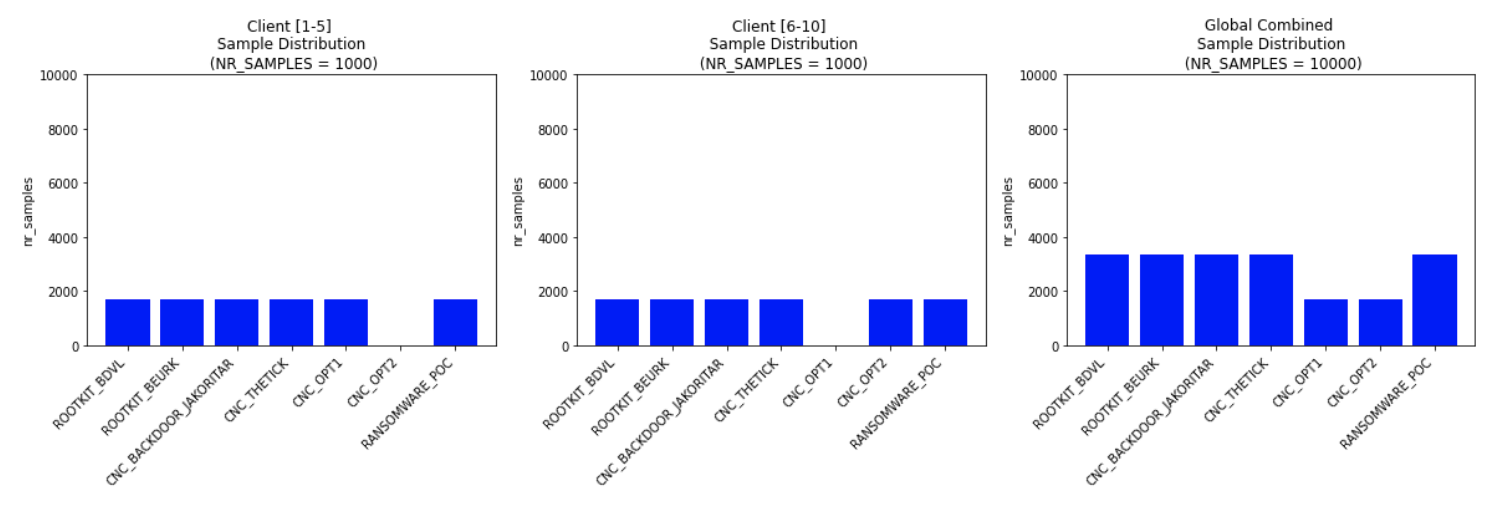 Client [1-5]
Sample Distribution
(NR_SAMPLES = 1000)
10000
8000
6000
4000
2000
0
nr_samples
ROOTKIT_BDVL
ROOTKIT_BEURK
CNC_BACKDOOR_JAKORITAR
CNC_THETICK
CNC_OPT1
CNC_OPT2
RANSOMWARE_POC
Client [6-10]
Sample Distribution
(NR_SAMPLES = 1000)
10000
8000
6000
4000
2000
0
nr_samples
ROOTKIT_BDVL
ROOTKIT_BEURK
CNC_BACKDOOR_JAKORITAR
CNC_THETICK
CNC_OPT1
CNC_OPT2
RANSOMWARE_POC
Global Combined
Sample Distribution
(NR_SAMPLES = 10000)
10000
8000
6000
4000
2000
0
nr_samples
ROOTKIT_BDVL
ROOTKIT_BEURK
CNC_BACKDOOR_JAKORITAR
CNC_THETICK
CNC_OPT1
CNC_OPT2
RANSOMWARE_POC